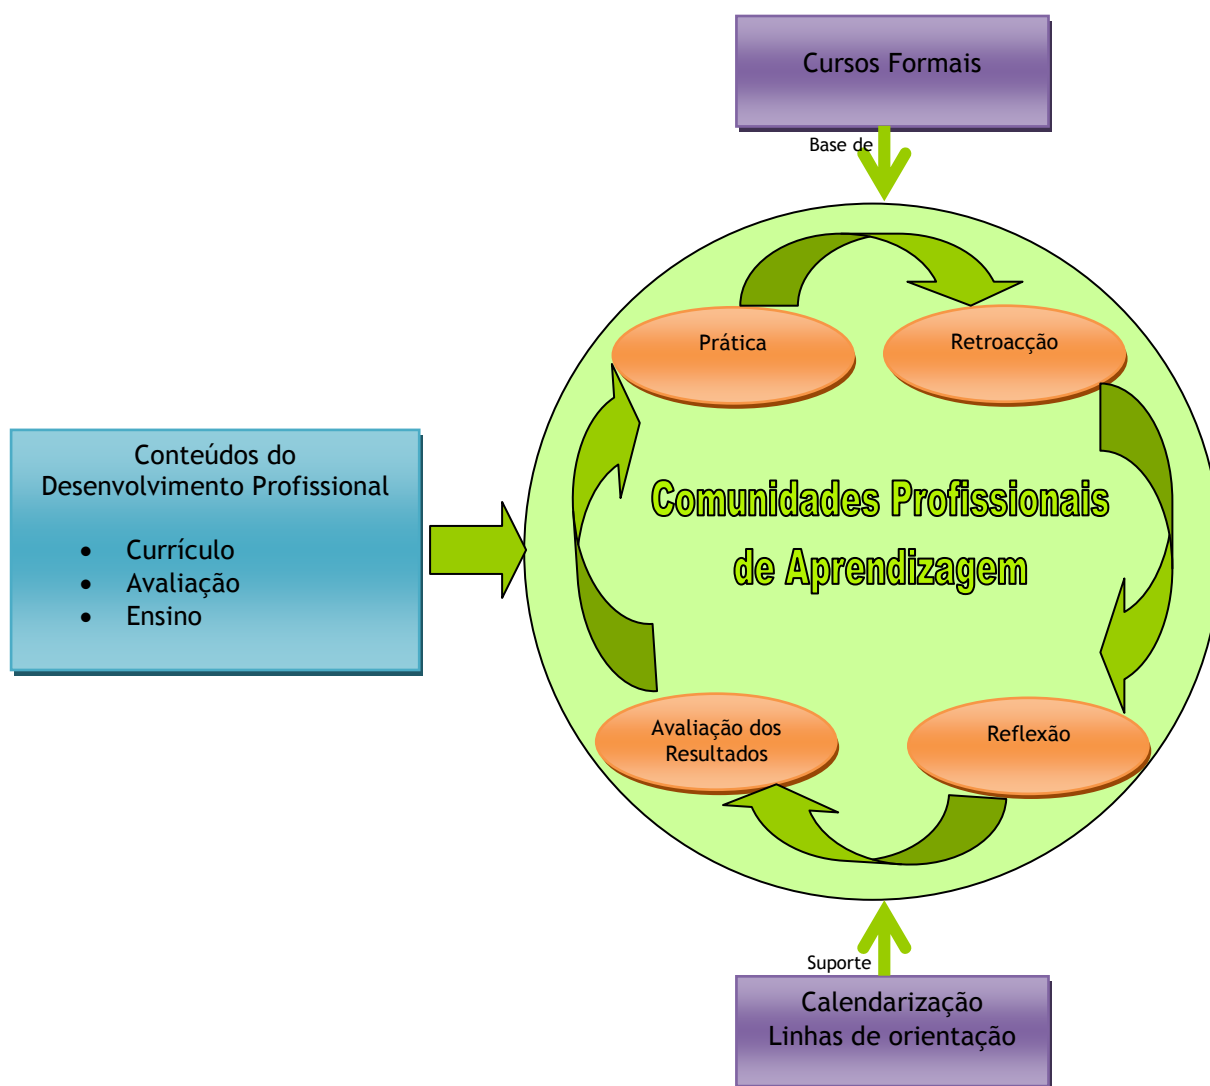 Cursos Formais
Base de
Prática
Retroacção
Conteúdos do
Desenvolvimento Profissional
• Currículo
• Avaliação
• Ensino
Comunidades Profissionais
de Aprendizagem
Avaliação dos
Resultados
Reflexão
Suporte
Calendarização
Linhas de orientação